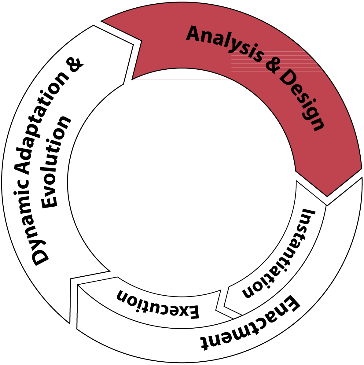 Analysis & Design
Instantiation
Enactment
Execution
Dynamic Adaptation &
Evolution